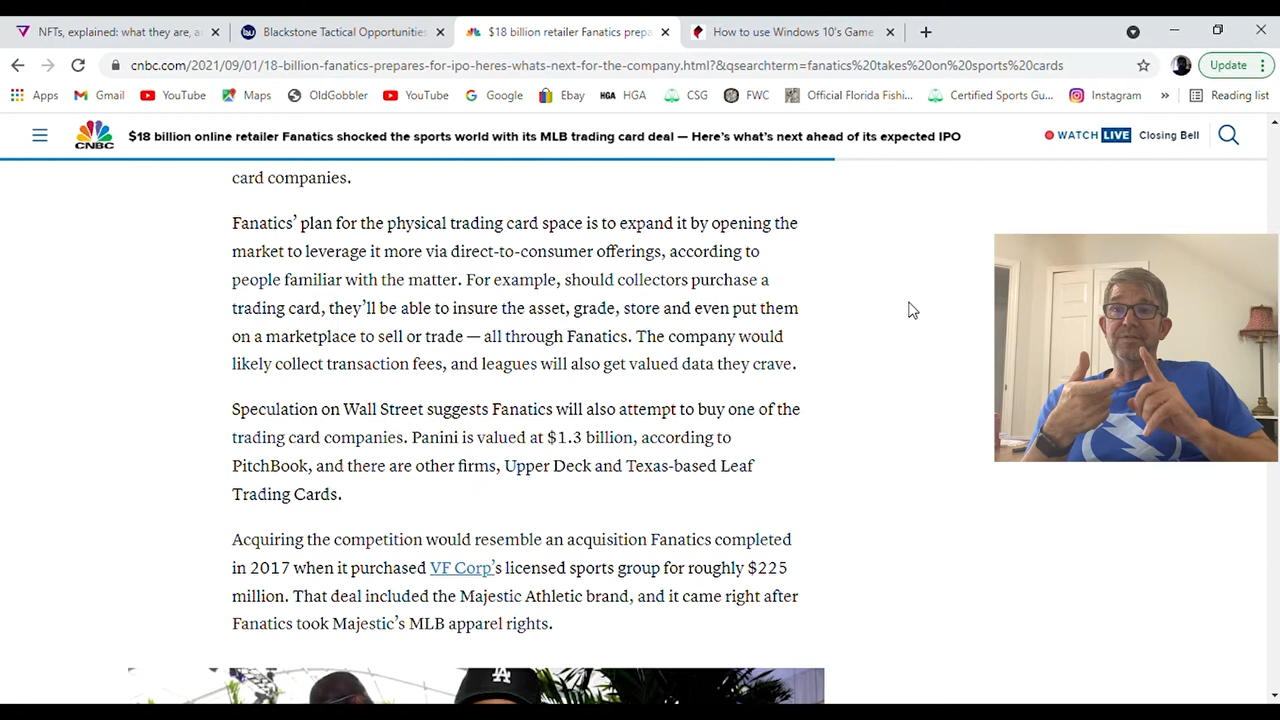 NFTs, explained: what they are, a
Blackstone Tactical Opportunities
$18 billion retailer Fanatics prepa
How to use Windows 10's Game
cnbc.com/2021/09/01/18-billion-fanatics-prepares-for-ipo-heres-whats-next-for-the-company.html?&qsearchterm=fanatics%20takes%20on%20sports%20cards
Update
Apps
Gmail
YouTube
Maps
OldGobbler
YouTube
Google
Ebay
HGA HGA
CSG
FWC
Official Florida Fishi...
Certified Sports Gu...
Instagram
»
Reading list
CNBC
$18 billion online retailer Fanatics shocked the sports world with its MLB trading card deal — Here's what's next ahead of its expected IPO
WATCH LIVE Closing Bell
card companies.
Fanatics' plan for the physical trading card space is to expand it by opening the
market to leverage it more via direct-to-consumer offerings, according to
people familiar with the matter. For example, should collectors purchase a
trading card, they'll be able to insure the asset, grade, store and even put them
on a marketplace to sell or trade — all through Fanatics. The company would
likely collect transaction fees, and leagues will also get valued data they crave.
Speculation on Wall Street suggests Fanatics will also attempt to buy one of the
trading card companies. Panini is valued at $1.3 billion, according to
PitchBook, and there are other firms, Upper Deck and Texas-based Leaf
Trading Cards.
Acquiring the competition would resemble an acquisition Fanatics completed
in 2017 when it purchased VF Corp's licensed sports group for roughly $225
million. That deal included the Majestic Athletic brand, and it came right after
Fanatics took Majestic's MLB apparel rights.
LA